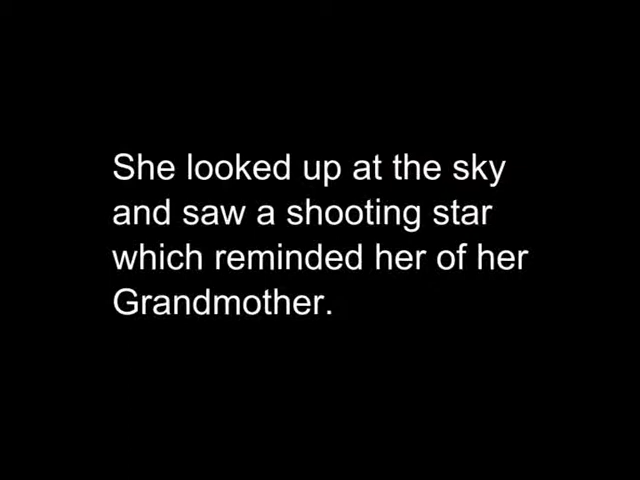 She looked up at the sky
and saw a shooting star
which reminded her of her
Grandmother.